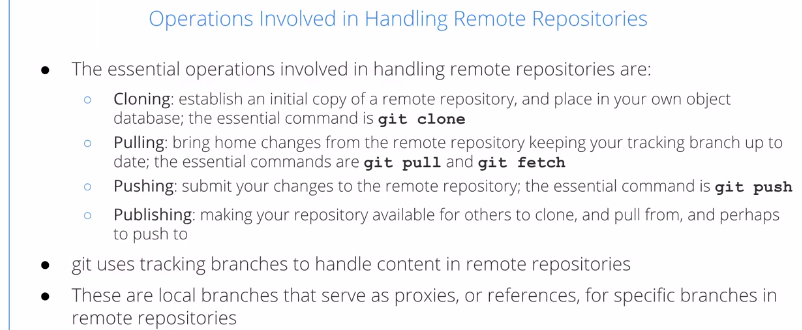 Operations Involved in Handling Remote Repositories
● The essential operations involved in handling remote repositories are:
○ Cloning: establish an initial copy of a remote repository, and place in your own object
database; the essential command is git clone
○ Pulling: bring home changes from the remote repository keeping your tracking branch up to
date; the essential commands are git pull and git fetch
○ Pushing: submit your changes to the remote repository; the essential command is git push
○ Publishing: making your repository available for others to clone, and pull from, and perhaps
to push to
● git uses tracking branches to handle content in remote repositories
● These are local branches that serve as proxies, or references, for specific branches in
remote repositories